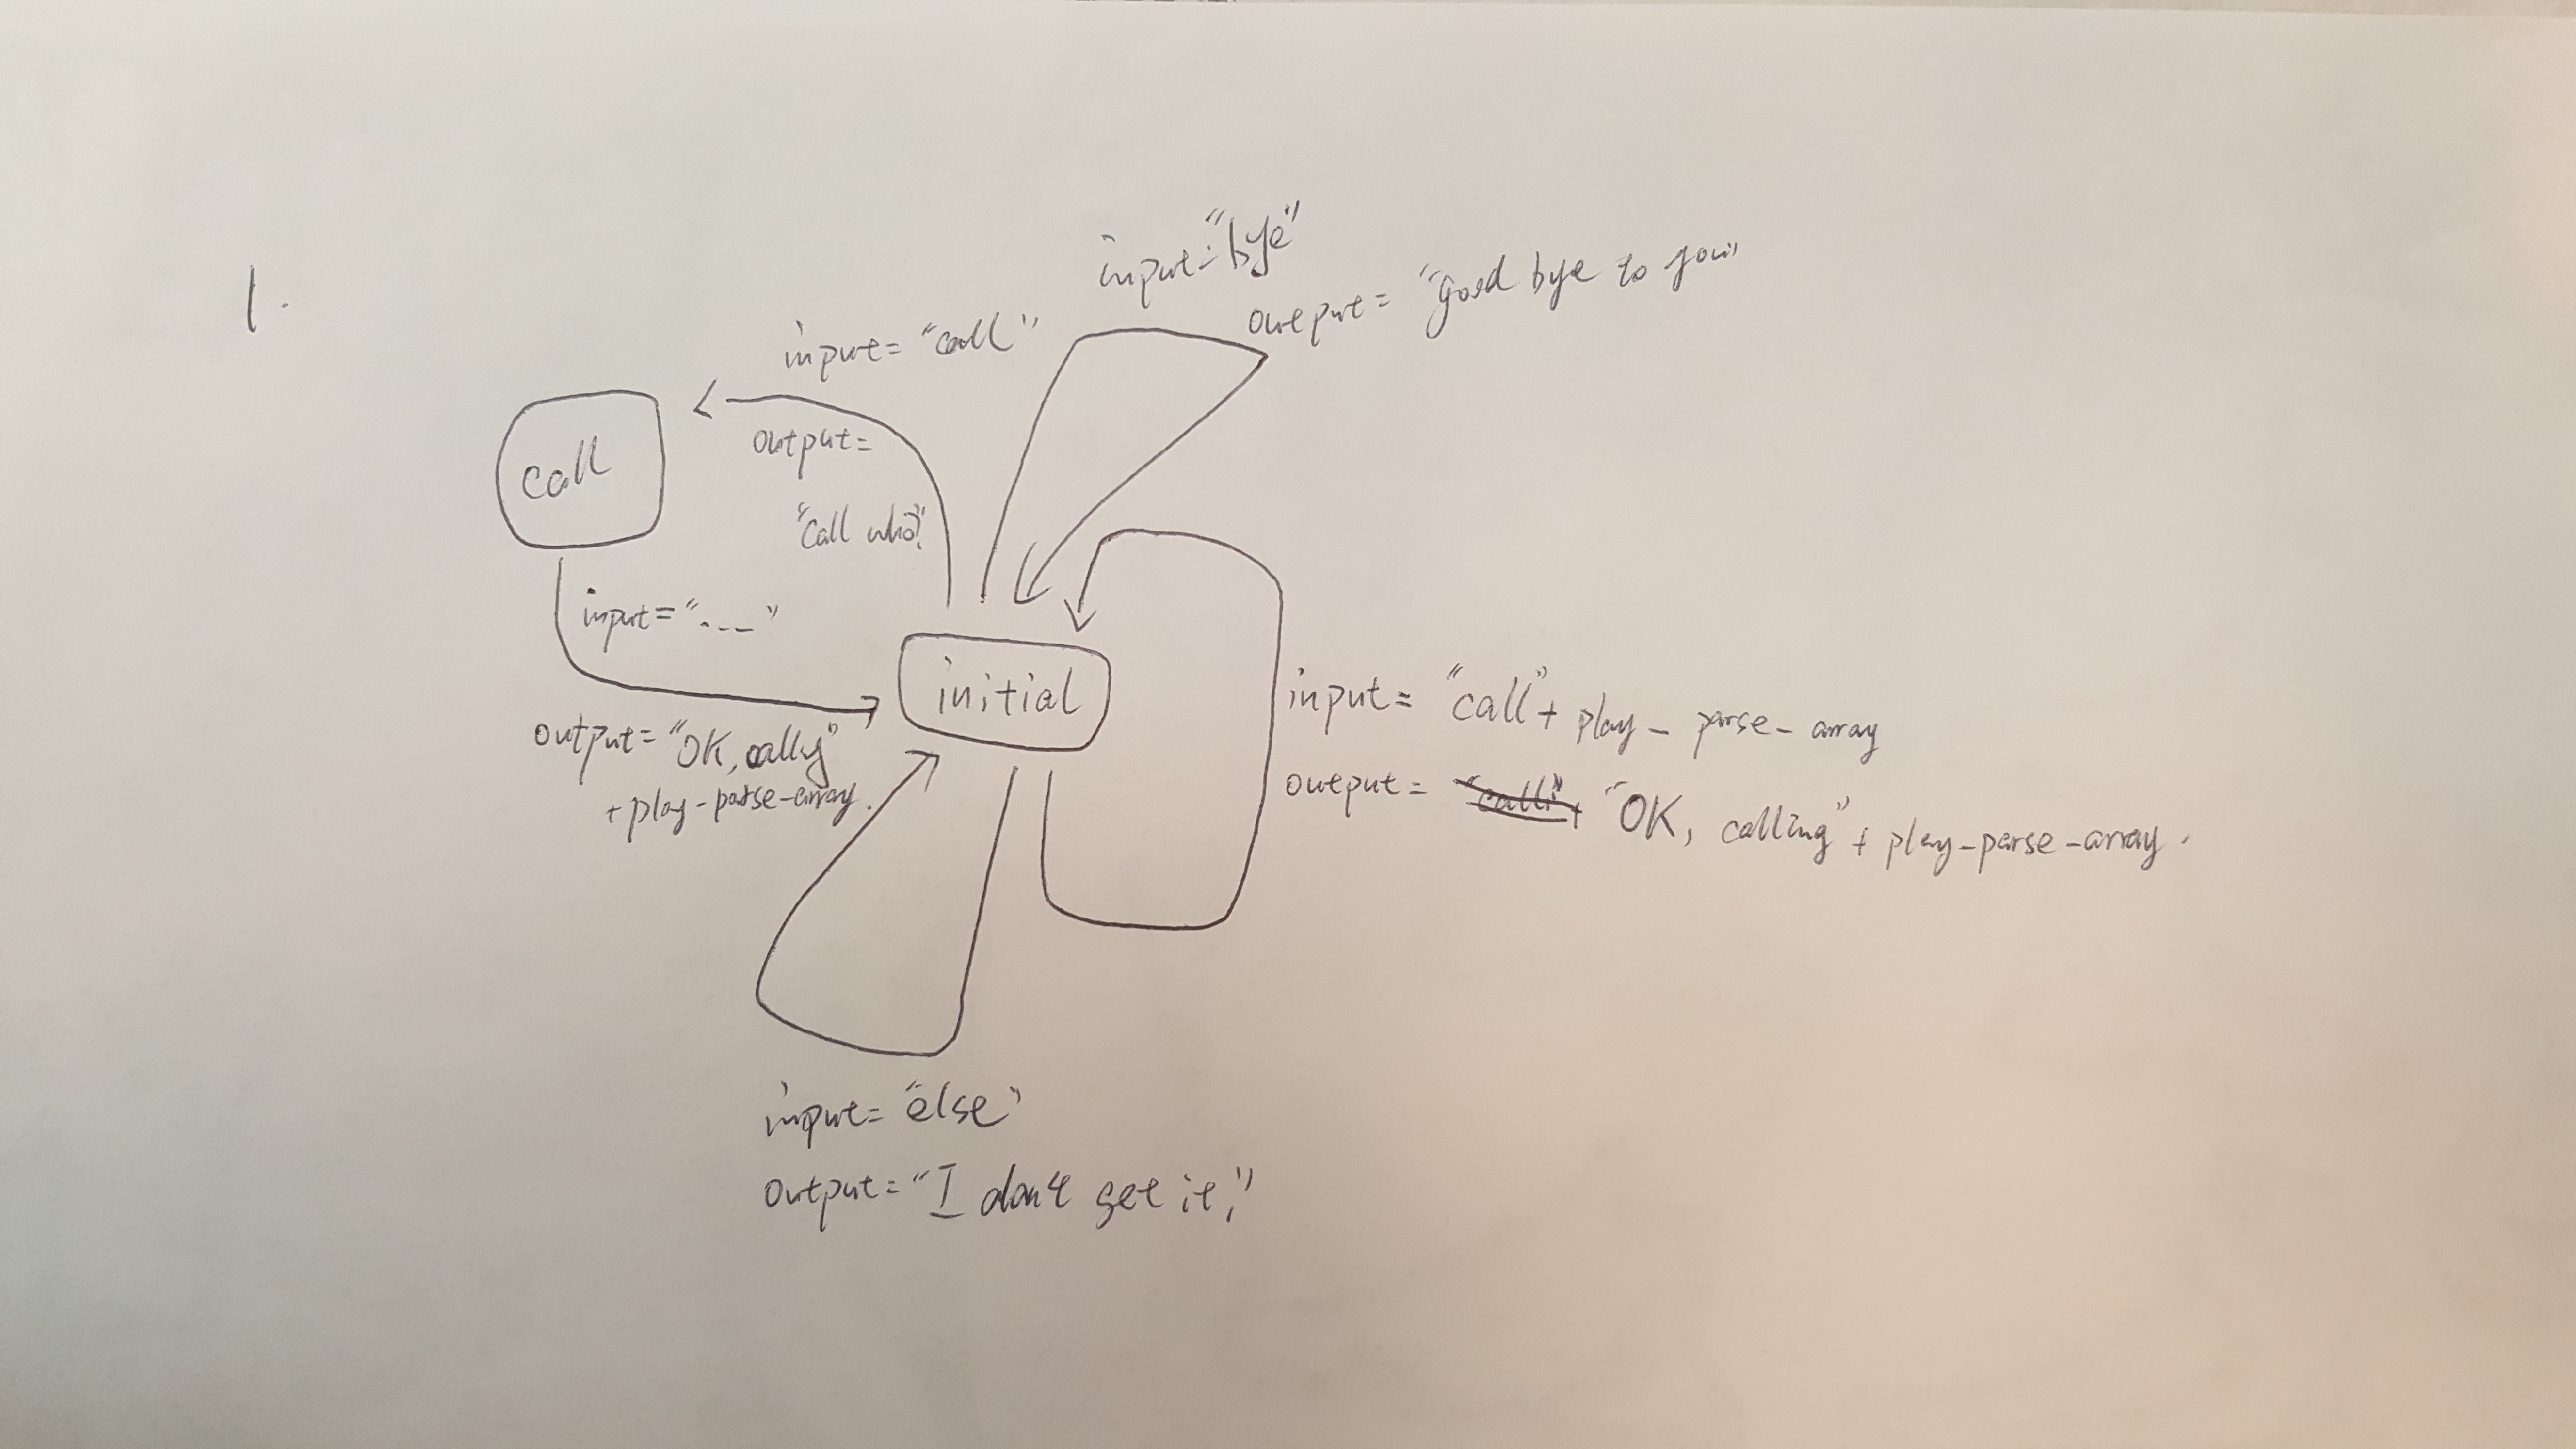 1.
input="bye"
output= "good bye to you"
input= "call"
output=
"Call who?"
call
input="..."
initial
output="OK, calling"
+ play-parse-array.
input= "call"+ play- parse- array
output= "OK, calling" + play-parse-array.
input= "else"
output= "I don't get it."